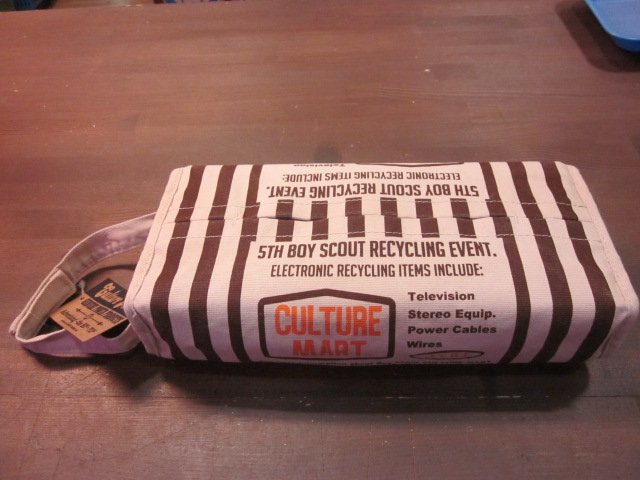 Television
ELECTRONIC RECYCLING ITEMS INCLUDE:
5TH BOY SCOUT RECYCLING EVENT.
5TH BOY SCOUT RECYCLING EVENT.
ELECTRONIC RECYCLING ITEMS INCLUDE:
CULTURE
MART
Television
Stereo Equip.
Power Cables
Wires